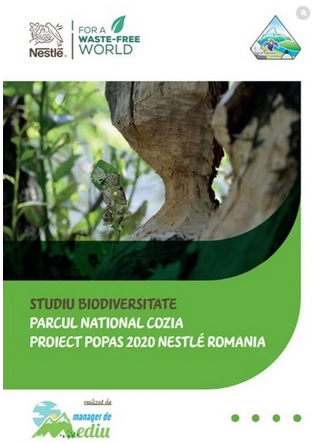 Nestlé
FOR A
WASTE-FREE
WORLD
STUDIU BIODIVERSITATE
PARCUL NATIONAL COZIA
PROIECT POPAS 2020 NESTLÉ ROMANIA
realizat de
manager de
mediu